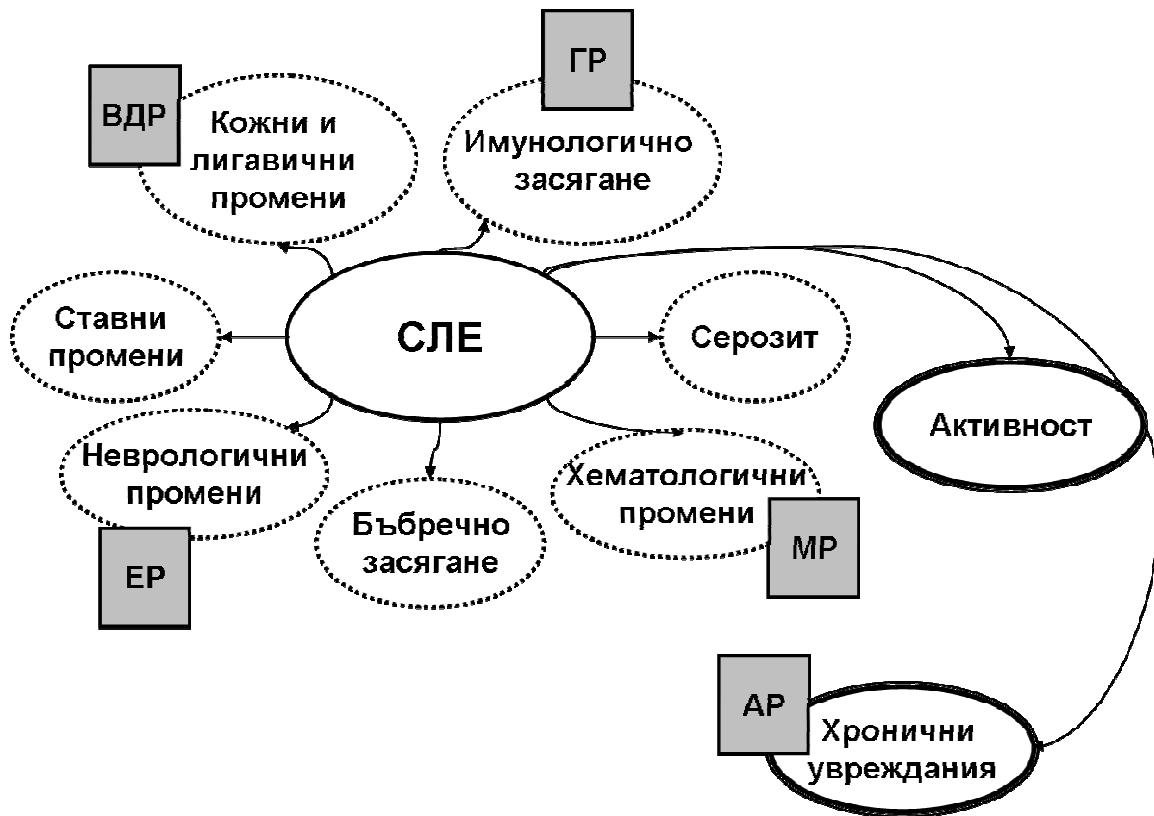 ГР
ВДР
Кожни и
лигавични
промени
Имунологично
засягане
Ставни
промени
СЛЕ
Серозит
Активност
Неврологични
промени
ЕР
Бъбречно
засягане
Хематологични
промени
МР
АР
Хронични
увреждания